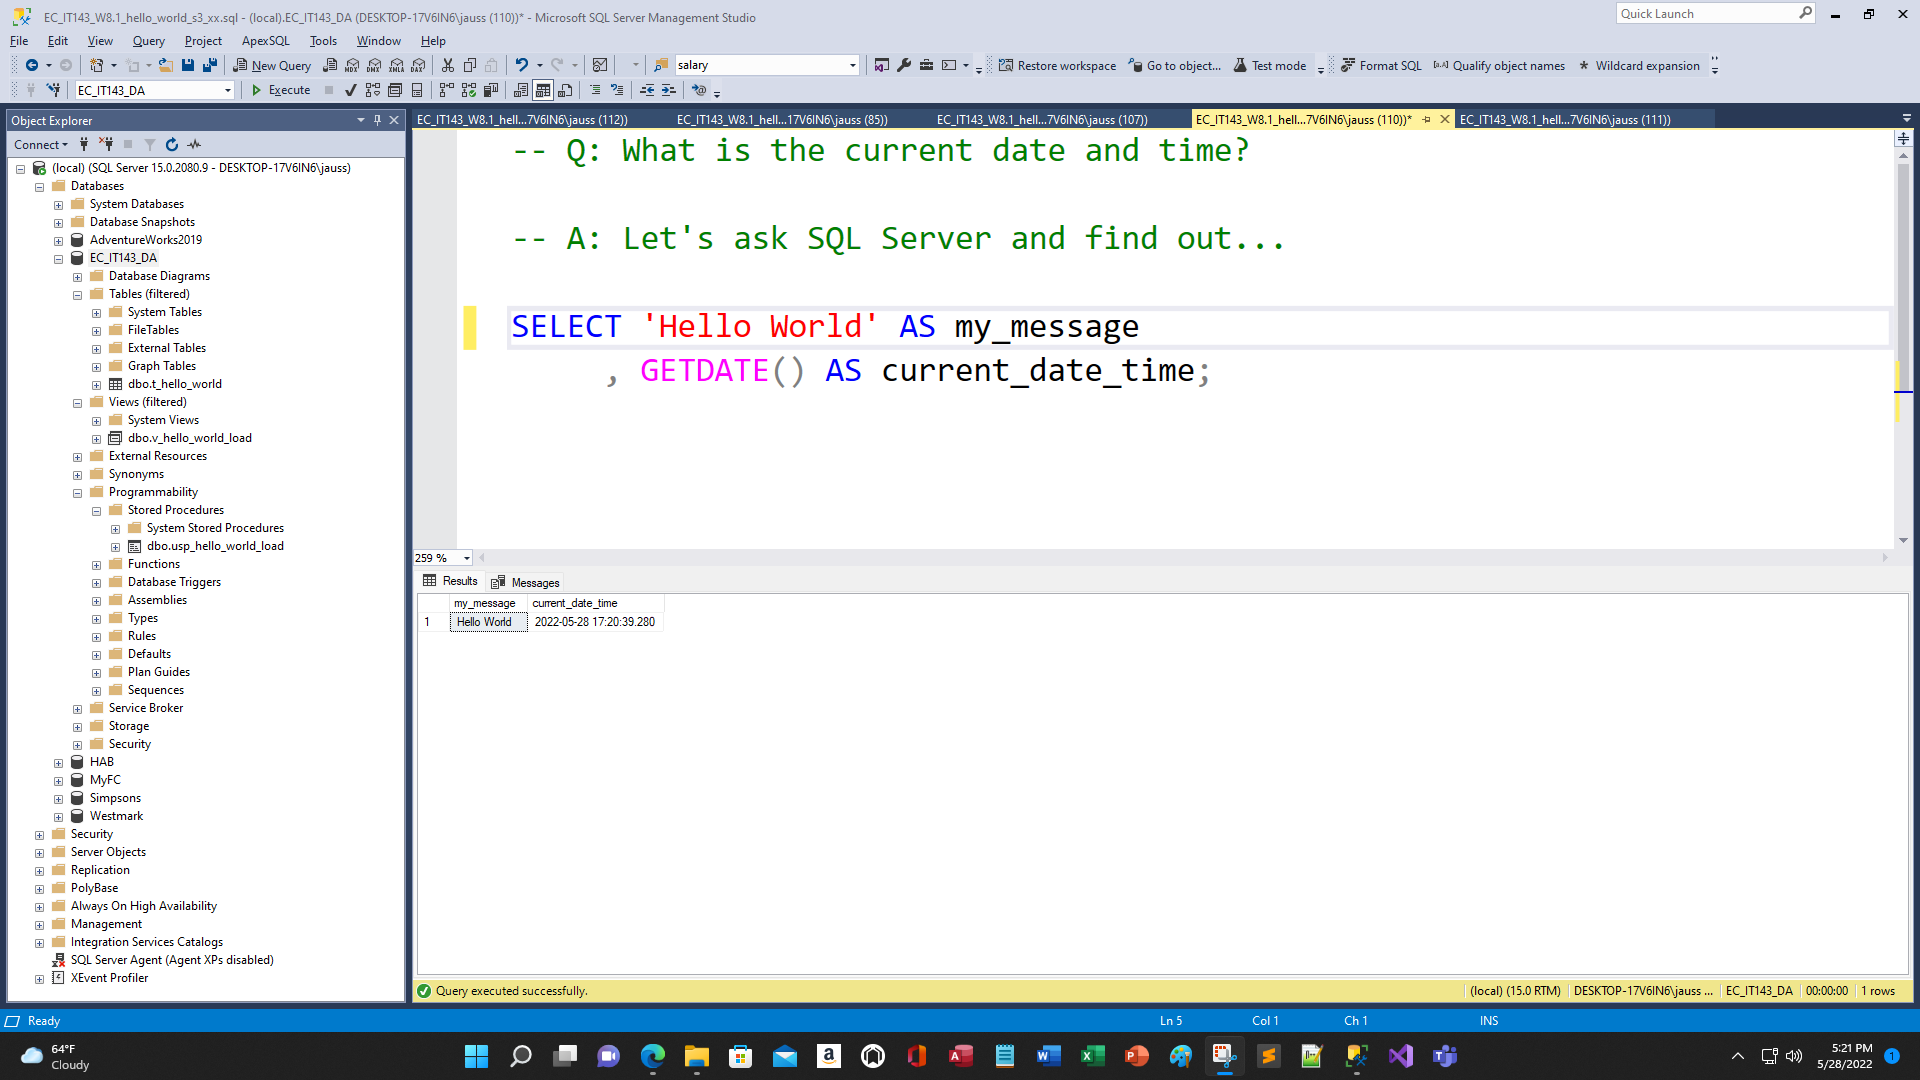 EC_IT143_W8.1_hello_world_s3_xx.sql - (local).EC_IT143_DA (DESKTOP-17V6IN6\jauss (110))* - Microsoft SQL Server Management Studio
Quick Launch
File Edit View Query Project ApexSQL Tools Window Help
New Query MDX DMX XMLA DAX salary Restore workspace Go to object... Test mode Format SQL Qualify object names Wildcard expansion
EC_IT143_DA Execute
Object Explorer
EC_IT143_W8.1_hell...7V6IN6\jauss (112)) EC_IT143_W8.1_hell...17V6IN6\jauss (85)) EC_IT143_W8.1_hell...7V6IN6\jauss (107)) EC_IT143_W8.1_hell...7V6IN6\jauss (110))* EC_IT143_W8.1_hell...7V6IN6\jauss (111))
Connect
(local) (SQL Server 15.0.2080.9 - DESKTOP-17V6IN6\jauss)
Databases
System Databases
Database Snapshots
AdventureWorks2019
EC_IT143_DA
Database Diagrams
Tables (filtered)
System Tables
FileTables
External Tables
Graph Tables
dbo.t_hello_world
Views (filtered)
System Views
dbo.v_hello_world_load
External Resources
Synonyms
Programmability
Stored Procedures
System Stored Procedures
dbo.usp_hello_world_load
Functions
Database Triggers
Assemblies
Types
Rules
Defaults
Plan Guides
Sequences
Service Broker
Storage
Security
HAB
MyFC
Simpsons
Westmark
Security
Server Objects
Replication
PolyBase
Always On High Availability
Management
Integration Services Catalogs
SQL Server Agent (Agent XPs disabled)
XEvent Profiler
-- Q: What is the current date and time?
-- A: Let's ask SQL Server and find out...
SELECT 'Hello World' AS my_message
, GETDATE() AS current_date_time;
259 %
Results Messages
my_message current_date_time
1 Hello World 2022-05-28 17:20:39.280
Query executed successfully. (local) (15.0 RTM) DESKTOP-17V6IN6\jauss ... EC_IT143_DA 00:00:00 1 rows
Ready Ln 5 Col 1 Ch 1 INS
64°F
Cloudy
5:21 PM
5/28/2022
1